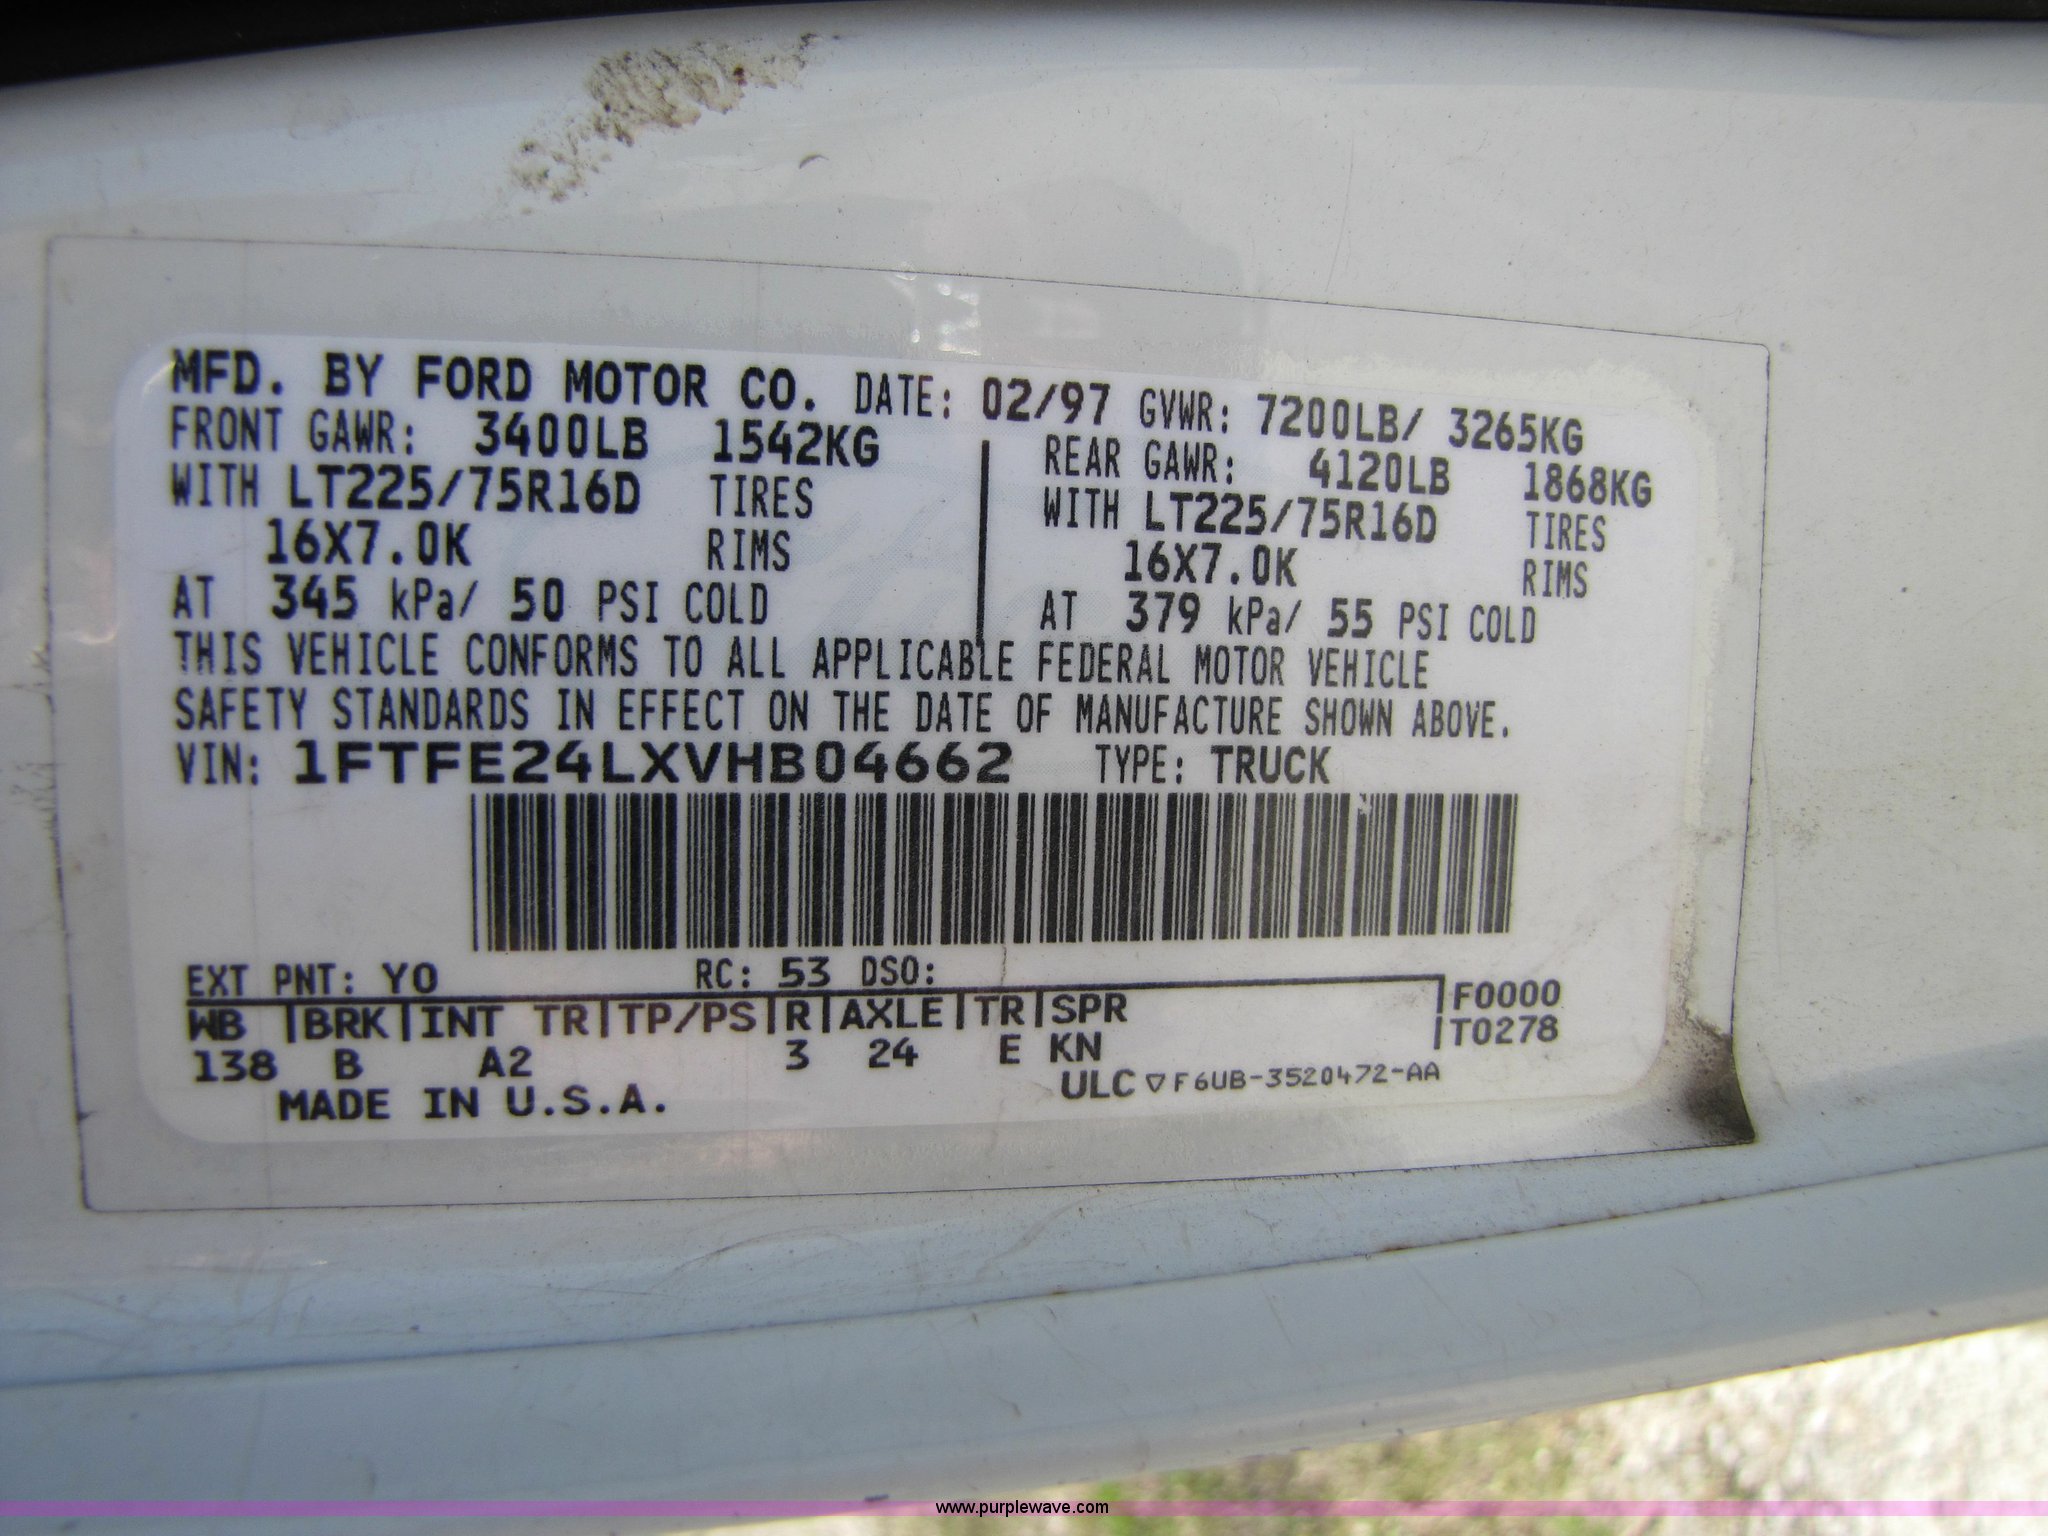 MFD. BY FORD MOTOR CO. DATE: 02/97 GVWR: 7200LB/ 3265KG
FRONT GAWR: 3400LB 1542KG REAR GAWR: 4120LB 1868KG
WITH LT225/75R16D TIRES WITH LT225/75R16D TIRES
16X7.0K RIMS 16X7.0K RIMS
AT 345 kPa/ 50 PSI COLD AT 379 kPa/ 55 PSI COLD
THIS VEHICLE CONFORMS TO ALL APPLICABLE FEDERAL MOTOR VEHICLE
SAFETY STANDARDS IN EFFECT ON THE DATE OF MANUFACTURE SHOWN ABOVE.
VIN: 1FTFE24LXVHB04662 TYPE: TRUCK
EXT PNT: YO RC: 53 DSO:
WB |BRK|INT TR|TP/PS|R|AXLE|TR|SPR |F0000
138 B A2 3 24 E KN |T0278
MADE IN U.S.A. ULC ▽F6UB-3520472-AA
www.purplewave.com